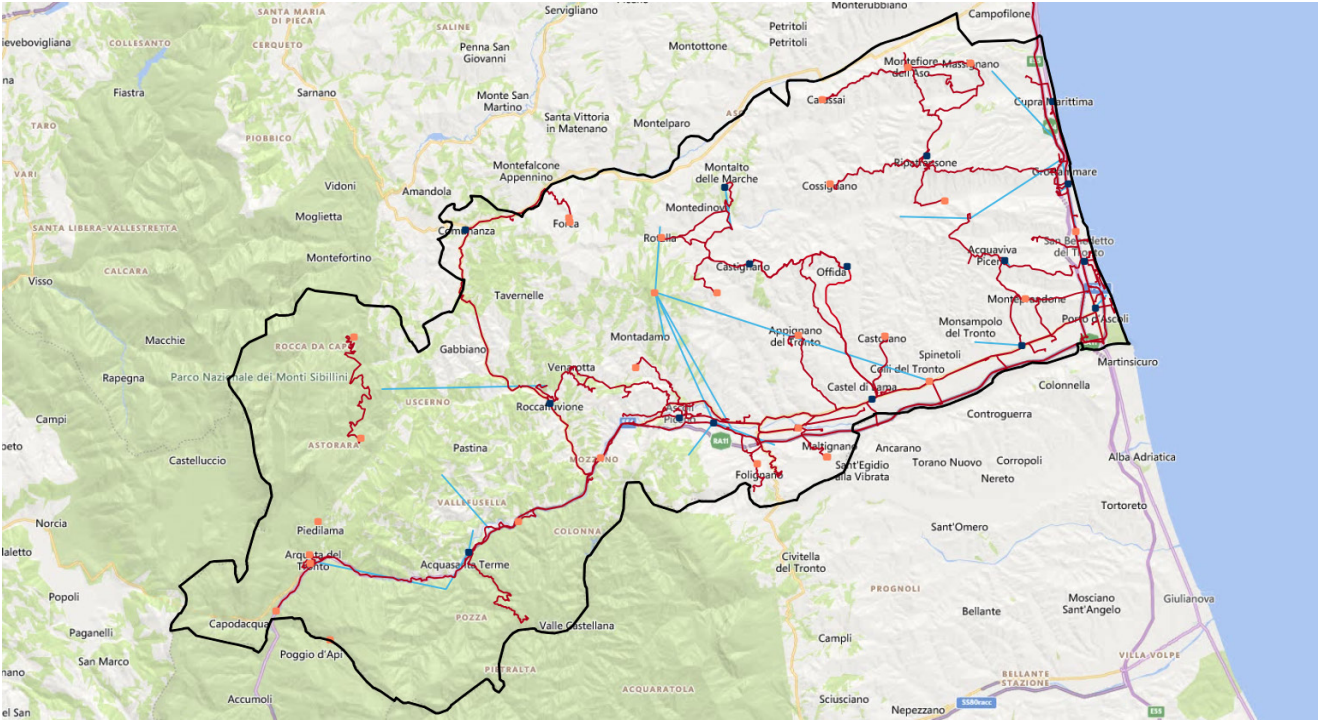 Monterubbiano
Servigliano
Campofilone
SANTA MARIA
DI PIECA
SALINE
Petritoli
Petritoli
COLLESANTO
CERQUETO
Penna San
Giovanni
Montottone
Montefiore
dell'Aso
Massignano
Fiastra
Sarnano
Monte San
Martino
Carassai
Cupra Marittima
Santa Vittoria
in Matenano
Montelparo
TARO
PIOBBICO
VARI
Montefalcone
Appennino
Montalto
delle Marche
Ripatransone
Grottammare
Vidoni
Amandola
Cossignano
Moglietta
Montedinove
SANTA LIBERA-VALLESTRETTA
Comunanza
Force
Rotella
San Benedetto
del Tronto
Montefortino
Acquaviva
Picena
CALCARA
Castignano
Offida
Visso
Tavernelle
Monteprandone
Porto d'Ascoli
Macchie
ROCCA DA CAPO
Montadamo
Appignano
del Tronto
Castorano
Monsampolo
del Tronto
Gabbiano
Spinetoli
Martinsicuro
Rapegna
Parco Nazionale dei Monti Sibillini
Venarotta
Colli del Tronto
Colonnella
USCERNO
Roccafluvione
Castel di Lama
Campi
Ascoli
Piceno
Controguerra
RA11
ASTORARA
Pastina
Maltignano
Ancarano
Castelluccio
MOZZANO
Folignano
Sant'Egidio
alla Vibrata
Torano Nuovo
Corropoli
Alba Adriatica
Nereto
VALLEFUSELLA
Tortoreto
Norcia
Piedilama
COLONNA
Sant'Omero
Arquata del
Tronto
Acquasanta Terme
Civitella
del Tronto
PROGNOLI
Popoli
Mosciano
Sant'Angelo
Giulianova
Capodacqua
POZZA
Valle Castellana
Bellante
Paganelli
Campli
San Marco
Poggio d'Api
PIETRALTA
VILLA VOLPE
BELLANTE
STAZIONE
ACQUARATOLA
Accumoli
Sciusciano
SS80racc
Nepezzano
E55